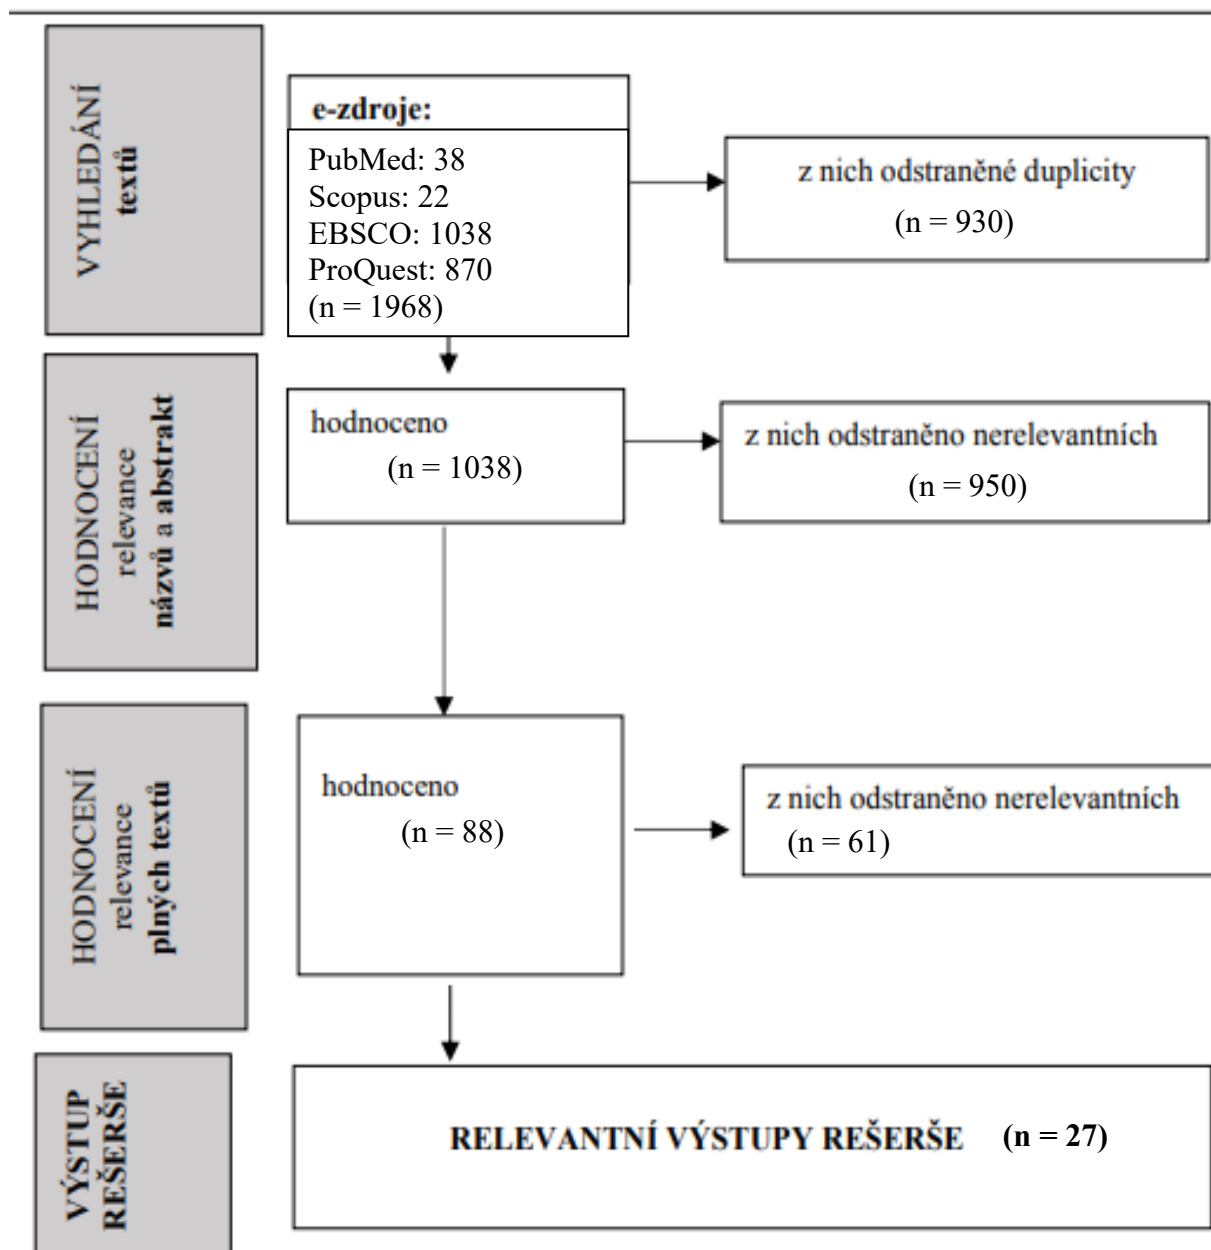 VYHLEDÁNÍ
textů
e-zdroje:
PubMed: 38
Scopus: 22
EBSCO: 1038
ProQuest: 870
(n = 1968)
z nich odstraněné duplicity
(n = 930)
HODNOCENÍ
relevance
názvů a abstrakt
hodnoceno
(n = 1038)
z nich odstraněno nerelevantních
(n = 950)
HODNOCENÍ
relevance
plných textů
hodnoceno
(n = 88)
z nich odstraněno nerelevantních
(n = 61)
VÝSTUP
REŠERŠE
RELEVANTNÍ VÝSTUPY REŠERŠE (n = 27)